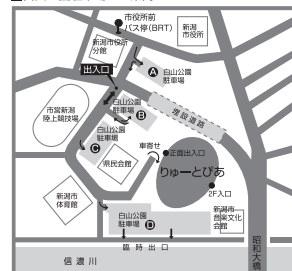 市役所前
バス停(BRT)
新潟
市役所
新潟市役所
分館
出入口
A
白山公園
駐車場
市営新潟
陸上競技場
白山公園
駐車場
B
埋設道路
白山公園
駐車場
C
県民会館
車寄せ
正面出入口
りゅーとぴあ
2F入口
新潟市
体育館
白山公園
駐車場
D
新潟市
音楽文化
会館
臨時出口
昭和大橋
信濃川